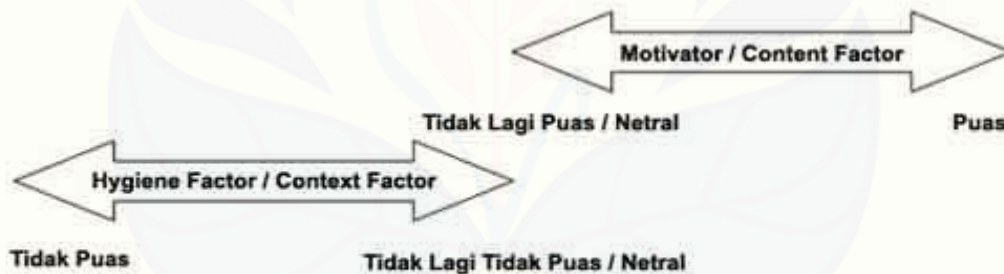 Motivator / Content Factor
Tidak Lagi Puas / Netral Puas
Hygiene Factor / Context Factor
Tidak Puas Tidak Lagi Tidak Puas / Netral